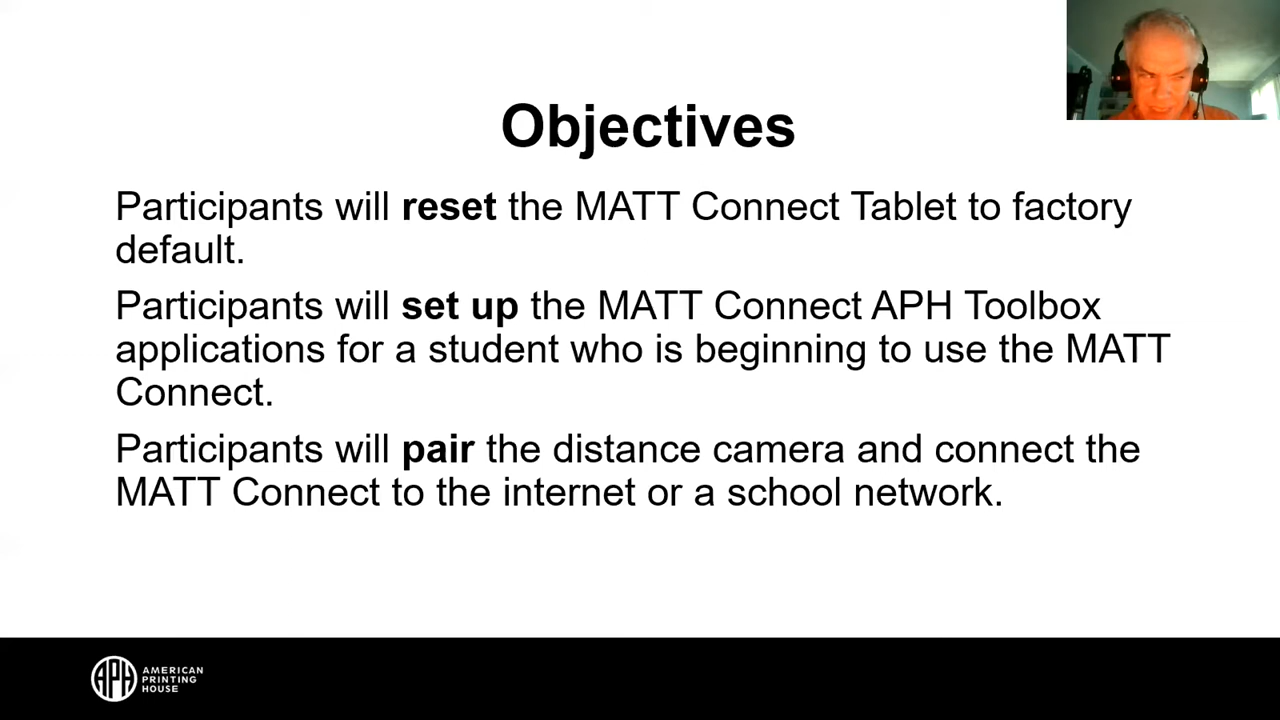 Objectives
Participants will reset the MATT Connect Tablet to factory
default.
Participants will set up the MATT Connect APH Toolbox
applications for a student who is beginning to use the MATT
Connect.
Participants will pair the distance camera and connect the
MATT Connect to the internet or a school network.
APH
AMERICAN
PRINTING
HOUSE